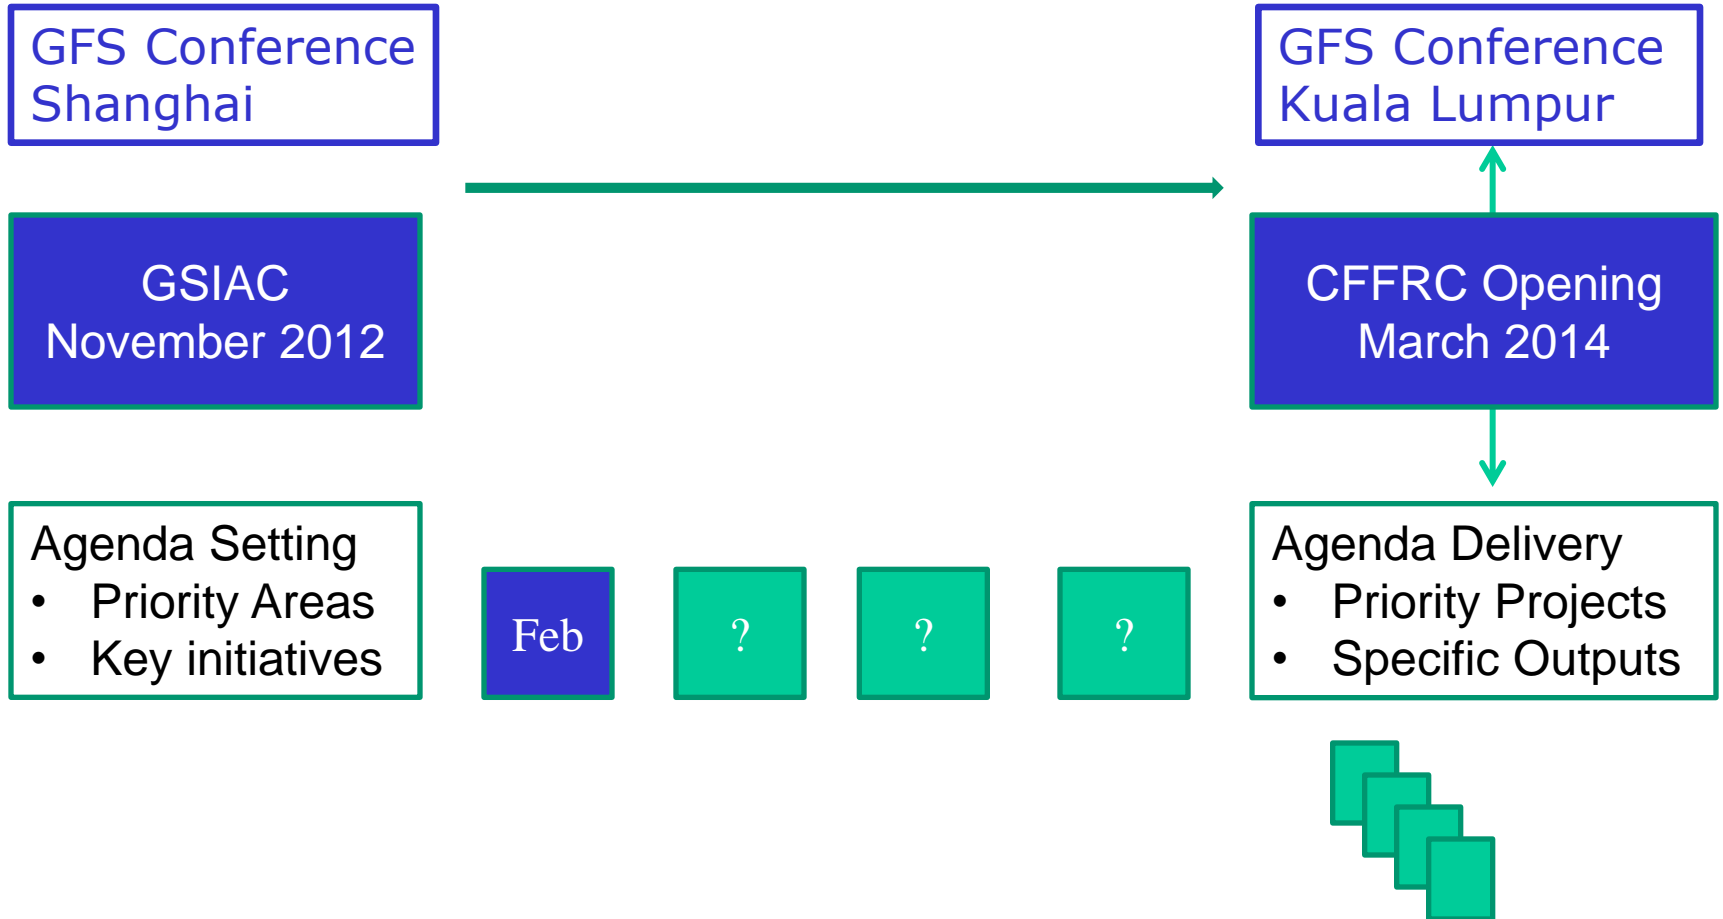 GFS Conference
Shanghai
GFS Conference
Kuala Lumpur
GSIAC
November 2012
CFFRC Opening
March 2014
Agenda Setting
• Priority Areas
• Key initiatives
Feb
?
?
?
Agenda Delivery
• Priority Projects
• Specific Outputs